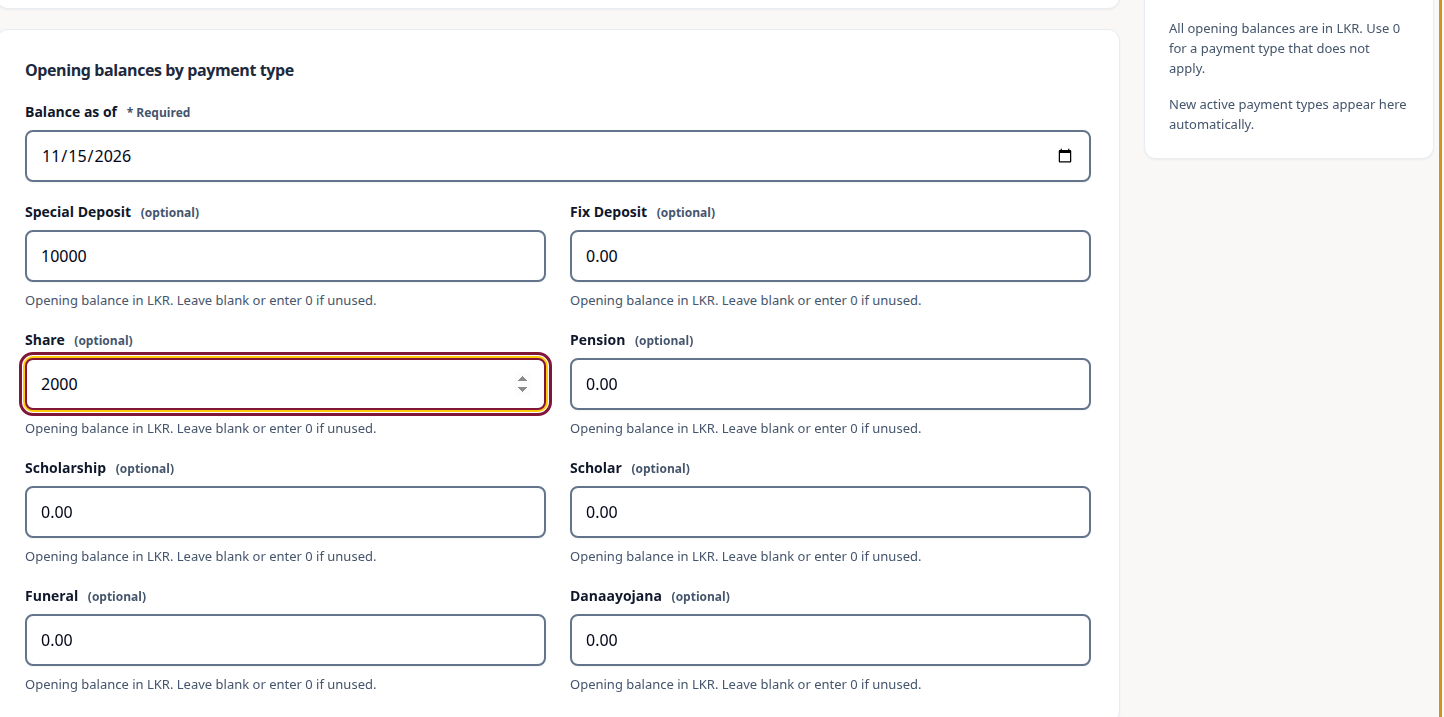 Opening balances by payment type
Balance as of * Required
11/15/2026
Special Deposit (optional)
10000
Opening balance in LKR. Leave blank or enter 0 if unused.
Fix Deposit (optional)
0.00
Opening balance in LKR. Leave blank or enter 0 if unused.
Share (optional)
2000
Opening balance in LKR. Leave blank or enter 0 if unused.
Pension (optional)
0.00
Opening balance in LKR. Leave blank or enter 0 if unused.
Scholarship (optional)
0.00
Opening balance in LKR. Leave blank or enter 0 if unused.
Scholar (optional)
0.00
Opening balance in LKR. Leave blank or enter 0 if unused.
Funeral (optional)
0.00
Opening balance in LKR. Leave blank or enter 0 if unused.
Danaayojana (optional)
0.00
Opening balance in LKR. Leave blank or enter 0 if unused.
All opening balances are in LKR. Use 0
for a payment type that does not
apply.
New active payment types appear here
automatically.